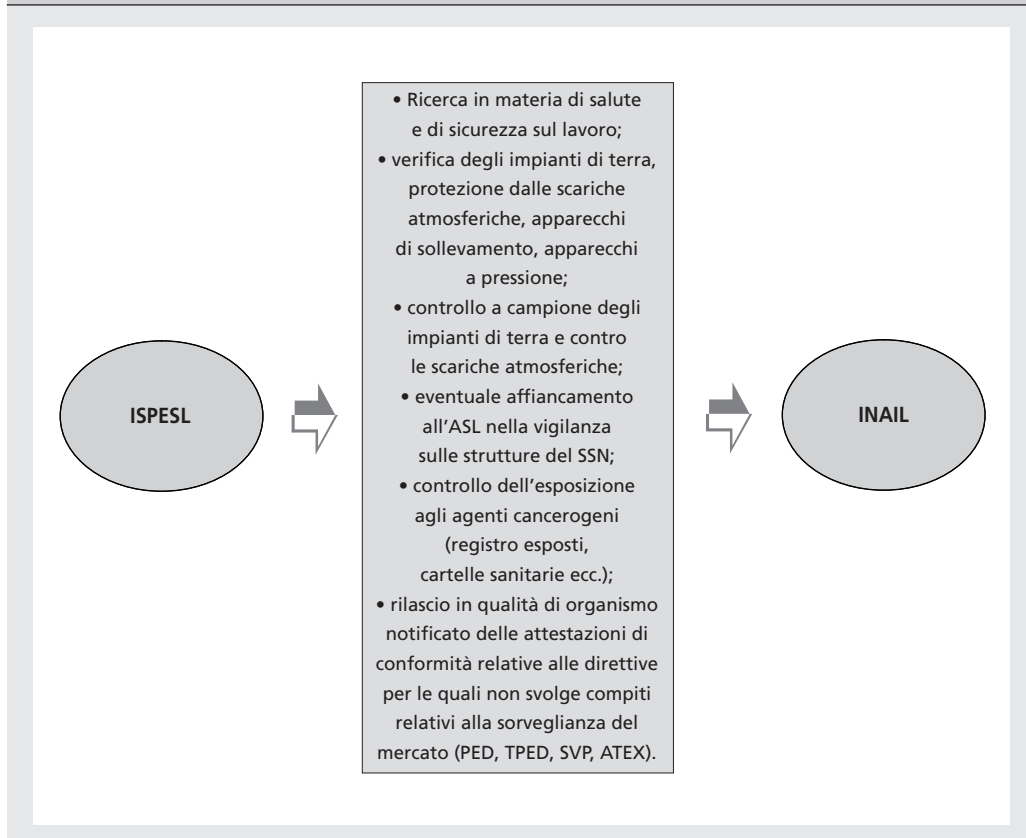 ISPESL
• Ricerca in materia di salute
e di sicurezza sul lavoro;
• verifica degli impianti di terra,
protezione dalle scariche
atmosferiche, apparecchi
di sollevamento, apparecchi
a pressione;
• controllo a campione degli
impianti di terra e contro
le scariche atmosferiche;
• eventuale affiancamento
all’ASL nella vigilanza
sulle strutture del SSN;
• controllo dell’esposizione
agli agenti cancerogeni
(registro esposti,
cartelle sanitarie ecc.);
• rilascio in qualità di organismo
notificato delle attestazioni di
conformità relative alle direttive
per le quali non svolge compiti
relativi alla sorveglianza del
mercato (PED, TPED, SVP, ATEX).
INAIL